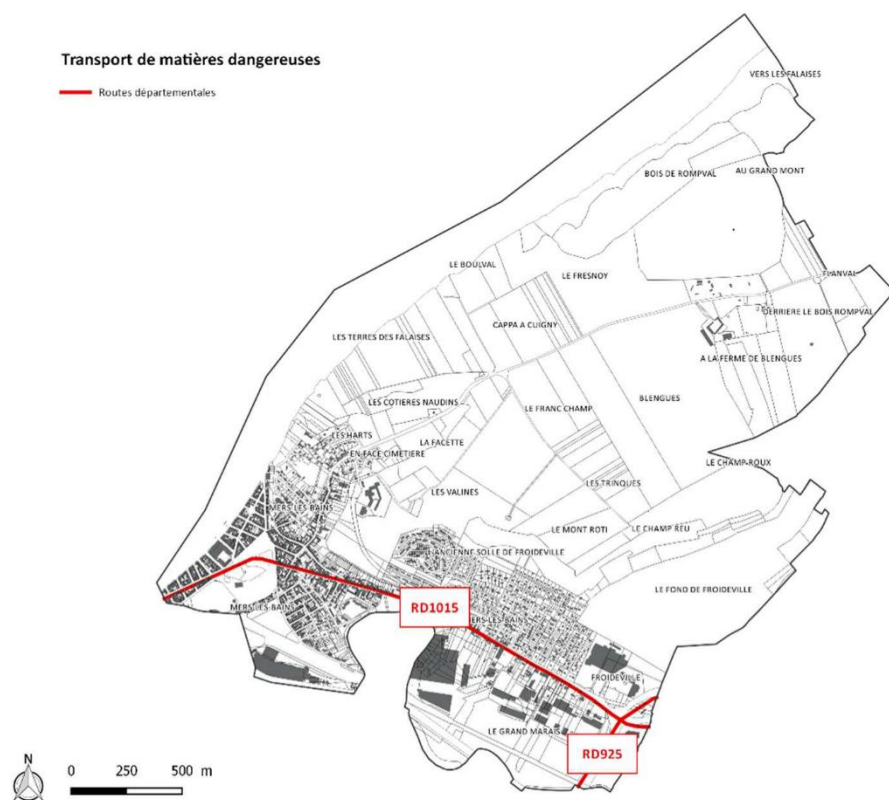 Transport de matières dangereuses
Routes départementales
VERS LES FALAISES
BOIS DE ROMPVAL
AU GRAND MONT
LE BOULVAL
LE FRESNOY
FLANVAL
CAPPA A CUIGNY
DERRIERE LE BOIS ROMPVAL
LES TERRES DES FALAISES
A LA FERME DE BLENGUES
LES COTIERES NAUDINS
LE FRANC CHAMP
BLENGUES
LES HARTS
LA FACETTE
EN FACE CIMETIERE
LE CHAMP ROUX
LES TRINQUES
LES VALINES
MERS-LES-BAINS
LE MONT ROTI
LE CHAMP REU
L'ANCIENNE SOLLE DE FROIDEVILLE
LE FOND DE FROIDEVILLE
MERS-LES-BAINS
RD1015
MERS-LES-BAINS
FROIDEVILLE
LE GRAND MARAIS
RD925
N
0 250 500 m